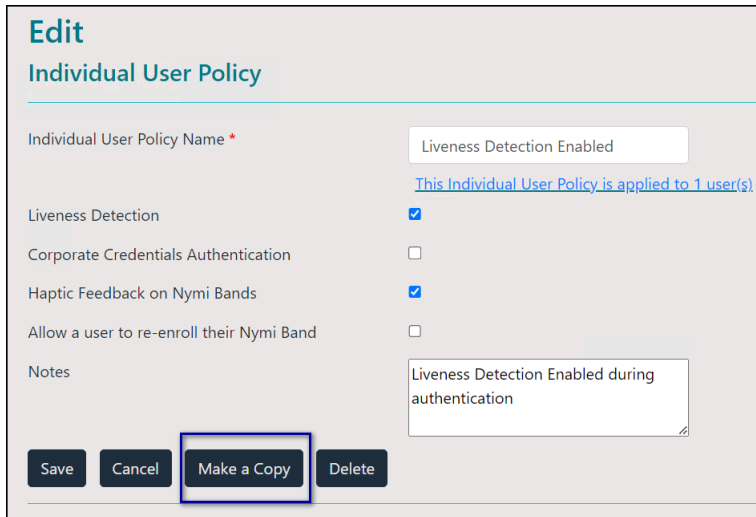 Edit
Individual User Policy
Individual User Policy Name *
Liveness Detection Enabled
This Individual User Policy is applied to 1 user(s)
Liveness Detection
Corporate Credentials Authentication
Haptic Feedback on Nymi Bands
Allow a user to re-enroll their Nymi Band
Notes
Liveness Detection Enabled during
authentication
Save Cancel Make a Copy Delete